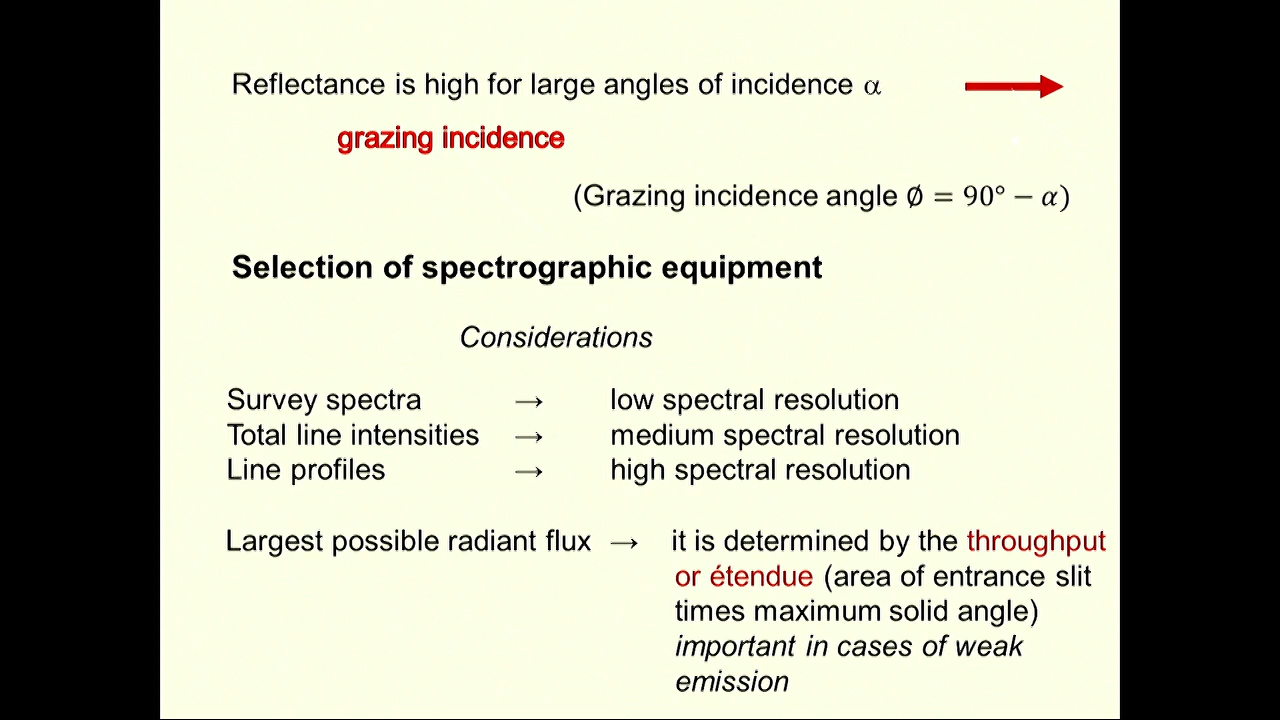 Reflectance is high for large angles of incidence α
grazing incidence
(Grazing incidence angle ∅ = 90° − α)
Selection of spectrographic equipment
Considerations
Survey spectra → low spectral resolution
Total line intensities → medium spectral resolution
Line profiles → high spectral resolution
Largest possible radiant flux → it is determined by the throughput
or étendue (area of entrance slit
times maximum solid angle)
important in cases of weak
emission